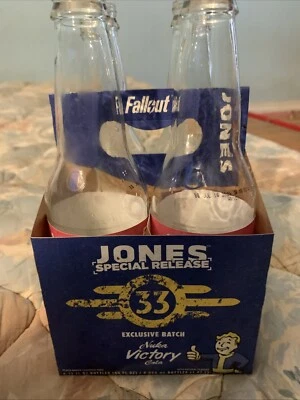 Fallout
JONES
JONES
SPECIAL RELEASE
33
EXCLUSIVE BATCH
Nuka
Victory
Cola